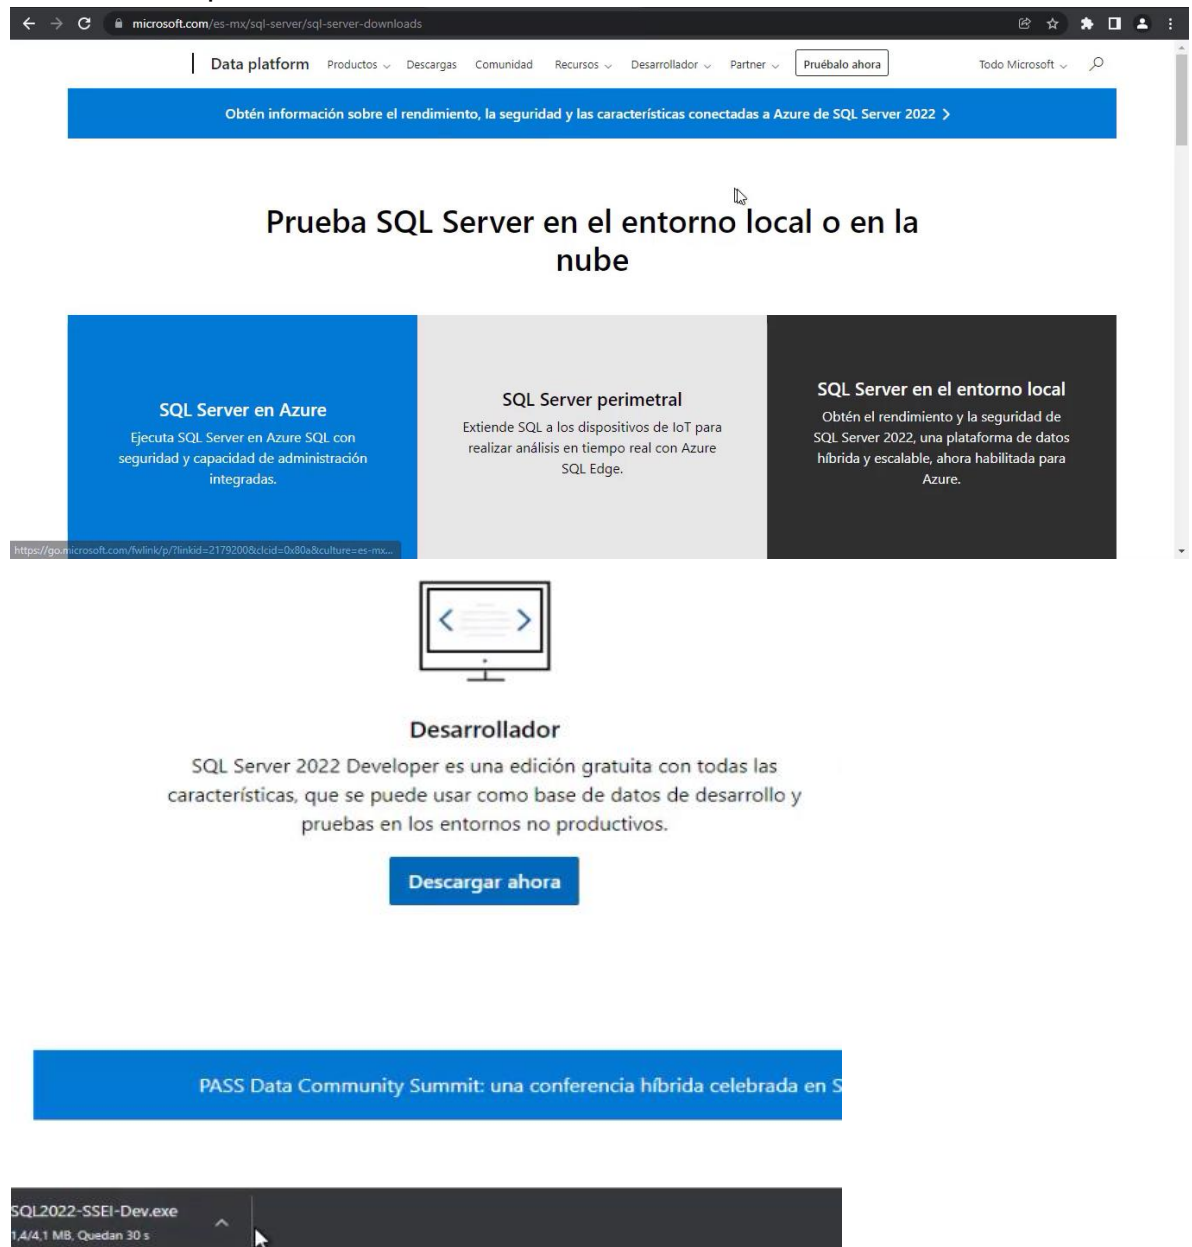 microsoft.com/es-mx/sql-server/sql-server-downloads
Data platform Productos Descargas Comunidad Recursos Desarrollador Partner Pruébalo ahora Todo Microsoft
Obtén información sobre el rendimiento, la seguridad y las características conectadas a Azure de SQL Server 2022
Prueba SQL Server en el entorno local o en la
nube
SQL Server en Azure
Ejecuta SQL Server en Azure SQL con
seguridad y capacidad de administración
integradas.
SQL Server perimetral
Extiende SQL a los dispositivos de IoT para
realizar análisis en tiempo real con Azure
SQL Edge.
SQL Server en el entorno local
Obtén el rendimiento y la seguridad de
SQL Server 2022, una plataforma de datos
híbrida y escalable, ahora habilitada para
Azure.
https://go.microsoft.com/fwlink/p/?linkid=2179200&clcid=0x80a&culture=es-mx...
Desarrollador
SQL Server 2022 Developer es una edición gratuita con todas las
características, que se puede usar como base de datos de desarrollo y
pruebas en los entornos no productivos.
Descargar ahora
PASS Data Community Summit: una conferencia híbrida celebrada en S
SQL2022-SSEI-Dev.exe
1,4/4,1 MB, Quedan 30 s